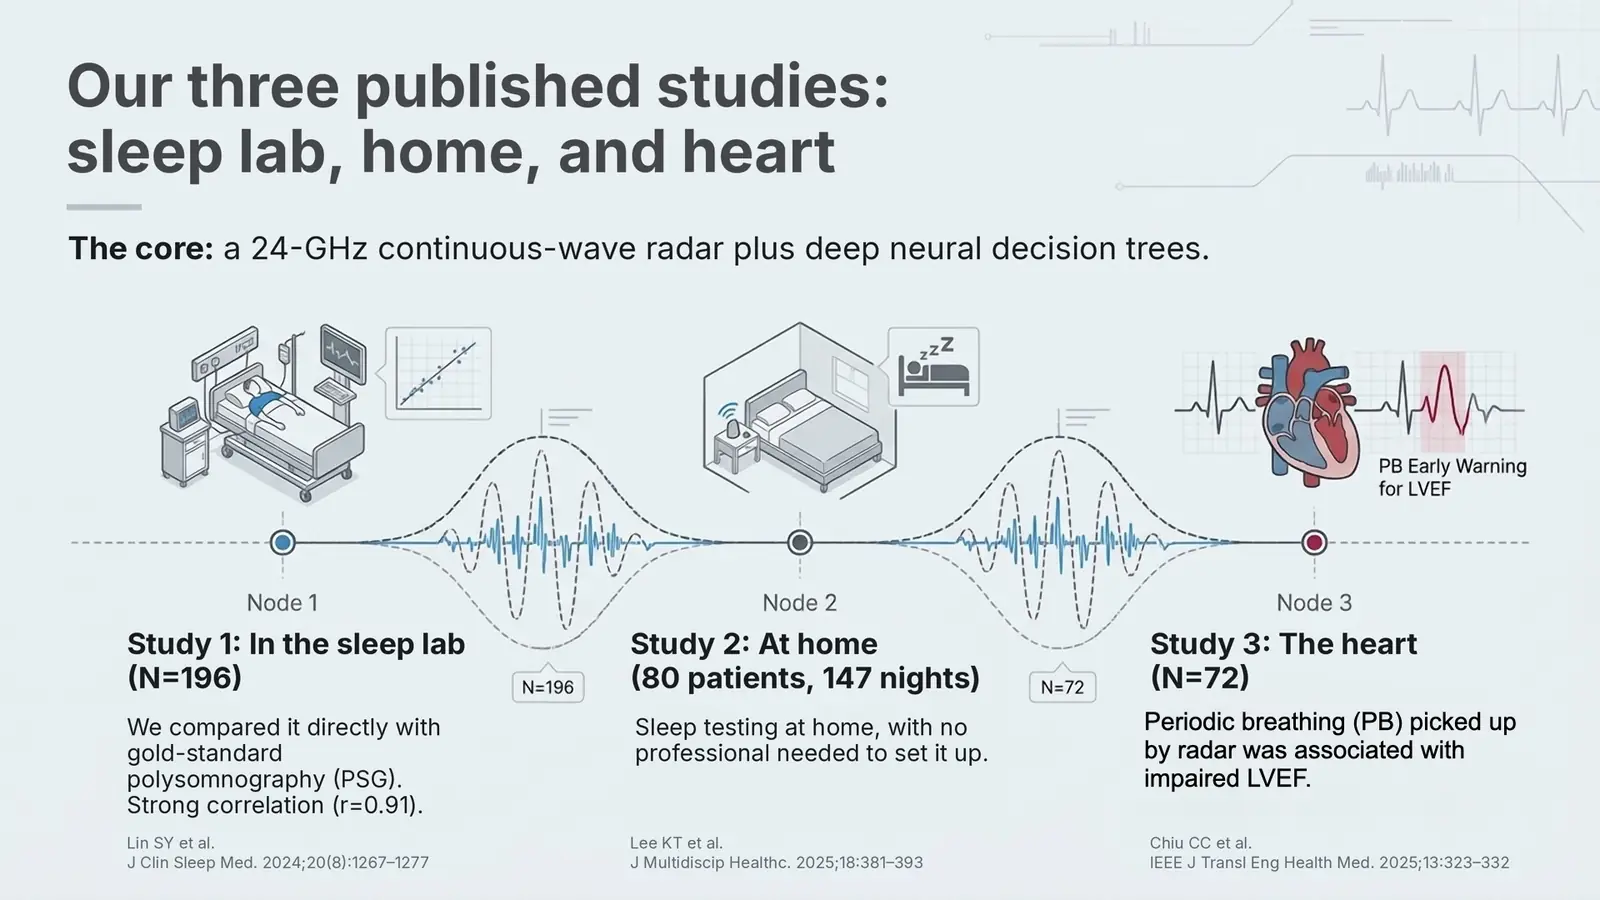 Our three published studies:
sleep lab, home, and heart
The core: a 24-GHz continuous-wave radar plus deep neural decision trees.
zzZ
PB Early Warning
for LVEF
Node 1
Study 1: In the sleep lab
(N=196)
We compared it directly with
gold-standard
polysomnography (PSG).
Strong correlation (r=0.91).
Lin SY et al.
J Clin Sleep Med. 2024;20(8):1267–1277
N=196
Node 2
Study 2: At home
(80 patients, 147 nights)
Sleep testing at home, with no
professional needed to set it up.
Lee KT et al.
J Multidiscip Healthc. 2025;18:381–393
N=72
Node 3
Study 3: The heart
(N=72)
Periodic breathing (PB) picked up
by radar was associated with
impaired LVEF.
Chiu CC et al.
IEEE J Transl Eng Health Med. 2025;13:323–332